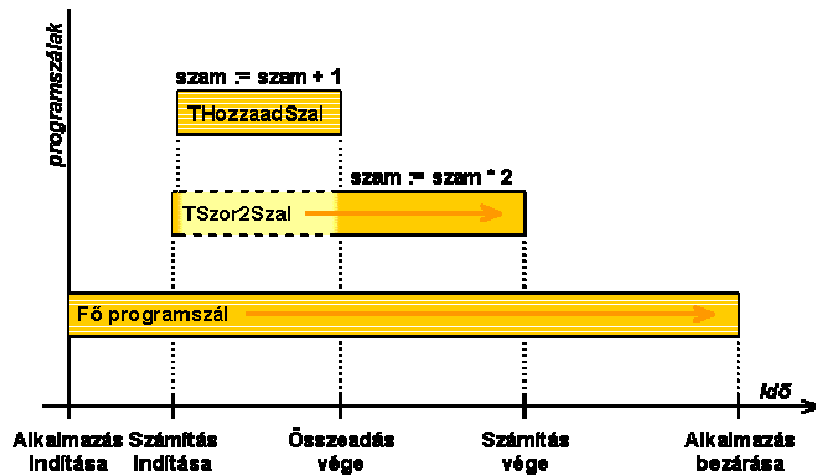 programszálak
szam := szam + 1
THozzaadSzal
szam := szam * 2
TSzor2Szal
Fő programszál
Idő
Alkalmazás indítása
Számítás indítása
Összeadás vége
Számítás vége
Alkalmazás bezárása